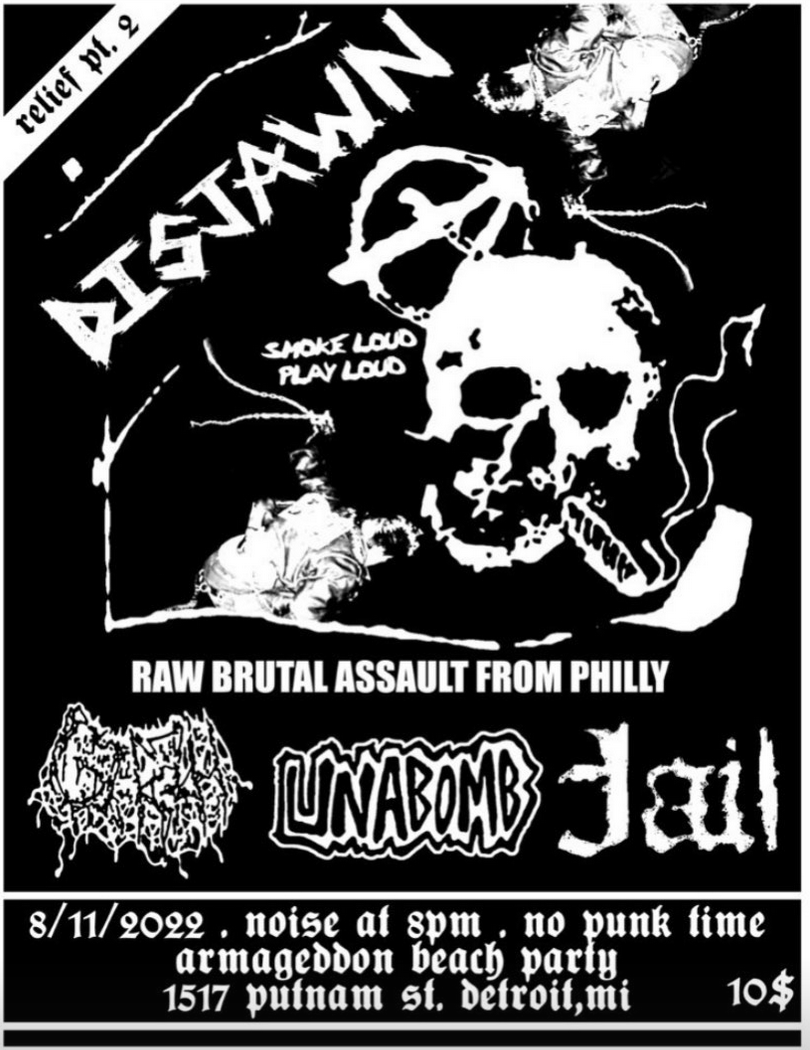 relief pt. 2
DISJAWN
SMOKE LOUD
PLAY LOUD
RAW BRUTAL ASSAULT FROM PHILLY
UNABOMB
Jail
8/11/2022 . noise at 8pm . no punk time
armageddon beach party
1517 putnam st. detroit,mi
10$